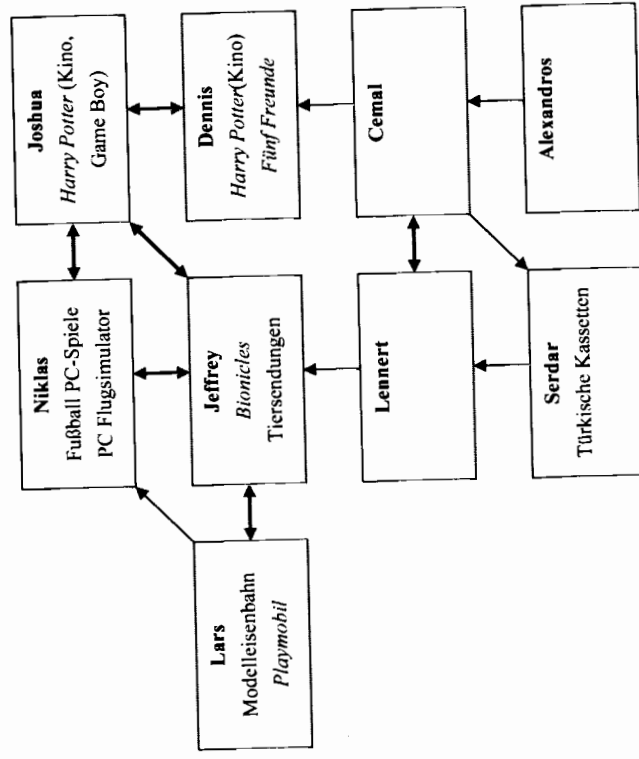 Joshua
Harry Potter (Kino,
Game Boy)
Niklas
Fußball PC-Spiele
PC Flugsimulator
Dennis
Harry Potter(Kino)
Fünf Freunde
Jeffrey
Bionicles
Tiersendungen
Lars
Modelleisenbahn
Playmobil
Cemal
Lennert
Alexandros
Serdar
Türkische Kassetten